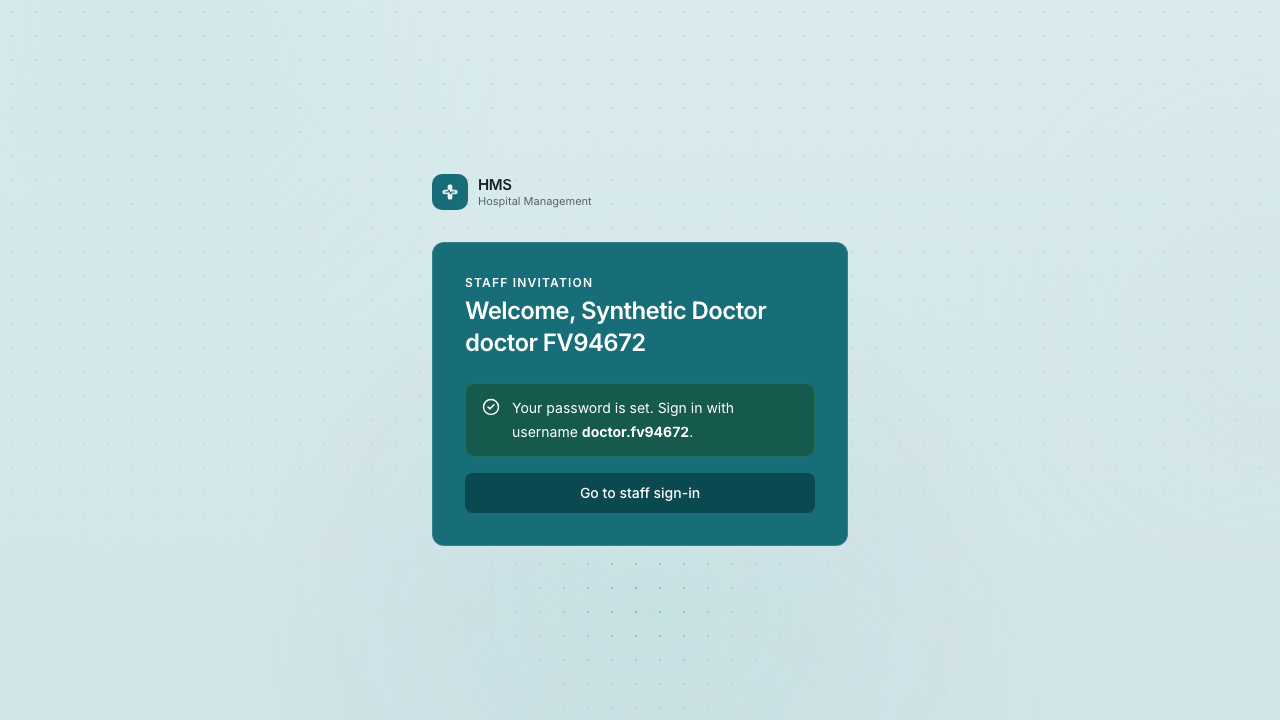 HMS
Hospital Management
STAFF INVITATION
Welcome, Synthetic Doctor
doctor FV94672
Your password is set. Sign in with
username doctor.fv94672.
Go to staff sign-in